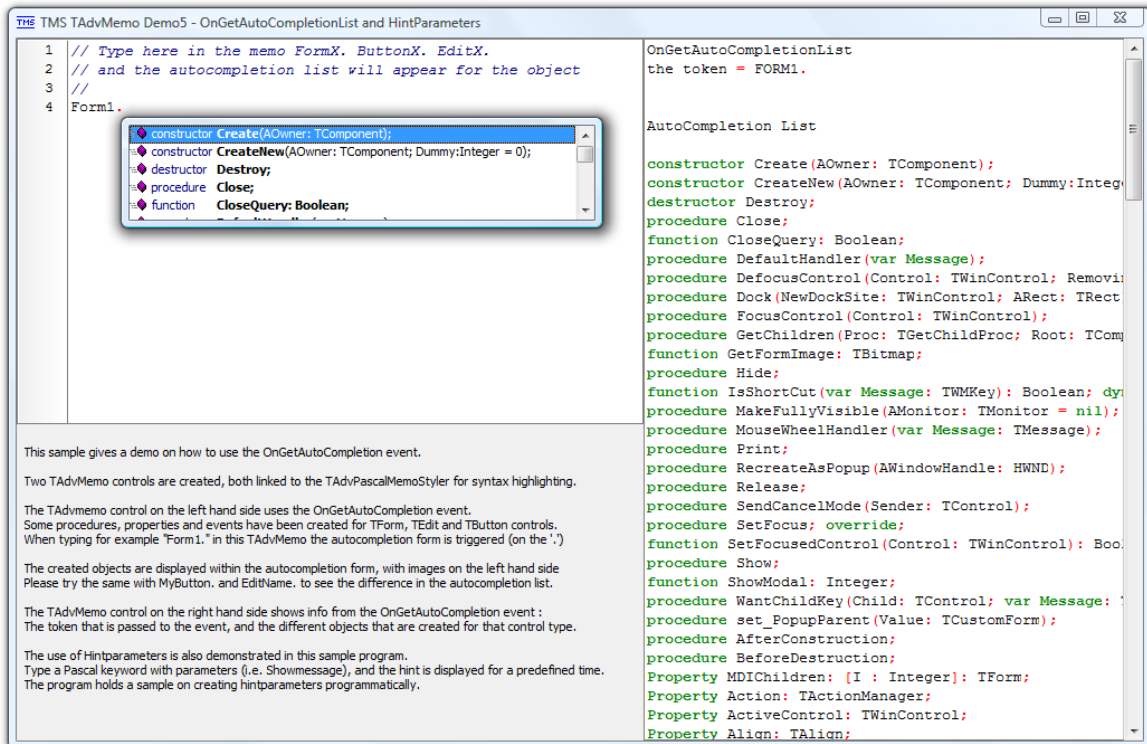 TMS TMS TAdvMemo Demo5 - OnGetAutoCompletionList and HintParameters
1 // Type here in the memo FormX. ButtonX. EditX.
2 // and the autocompletion list will appear for the object
3 //
4 Form1.
constructor Create(AOwner: TComponent);
constructor CreateNew(AOwner: TComponent; Dummy:Integer = 0);
destructor Destroy;
procedure Close;
function CloseQuery: Boolean;
This sample gives a demo on how to use the OnGetAutoCompletion event.
Two TAdvMemo controls are created, both linked to the TAdvPascalMemoStyler for syntax highlighting.
The TAdvmemo control on the left hand side uses the OnGetAutoCompletion event.
Some procedures, properties and events have been created for TForm, TEdit and TButton controls.
When typing for example "Form1." in this TAdvMemo the autocompletion form is triggered (on the '.')
The created objects are displayed within the autocompletion form, with images on the left hand side
Please try the same with MyButton. and EditName. to see the difference in the autocompletion list.
The TAdvMemo control on the right hand side shows info from the OnGetAutoCompletion event :
The token that is passed to the event, and the different objects that are created for that control type.
The use of Hintparameters is also demonstrated in this sample program.
Type a Pascal keyword with parameters (i.e. Showmessage), and the hint is displayed for a predefined time.
The program holds a sample on creating hintparameters programmatically.
OnGetAutoCompletionList
the token = FORM1.
AutoCompletion List
constructor Create(AOwner: TComponent);
constructor CreateNew(AOwner: TComponent; Dummy:Integ
destructor Destroy;
procedure Close;
function CloseQuery: Boolean;
procedure DefaultHandler(var Message);
procedure DefocusControl(Control: TWinControl; Removi
procedure Dock(NewDockSite: TWinControl; ARect: TRect
procedure FocusControl(Control: TWinControl);
procedure GetChildren(Proc: TGetChildProc; Root: TCom
function GetFormImage: TBitmap;
procedure Hide;
function IsShortCut(var Message: TWMKey): Boolean; dy
procedure MakeFullyVisible(AMonitor: TMonitor = nil);
procedure MouseWheelHandler(var Message: TMessage);
procedure Print;
procedure RecreateAsPopup(AWindowHandle: HWND);
procedure Release;
procedure SendCancelMode(Sender: TControl);
procedure SetFocus; override;
function SetFocusedControl(Control: TWinControl): Boo
procedure Show;
function ShowModal: Integer;
procedure WantChildKey(Child: TControl; var Message:
procedure set_PopupParent(Value: TCustomForm);
procedure AfterConstruction;
procedure BeforeDestruction;
Property MDIChildren: [I : Integer]: TForm;
Property Action: TActionManager;
Property ActiveControl: TWinControl;
Property Align: TAlign;